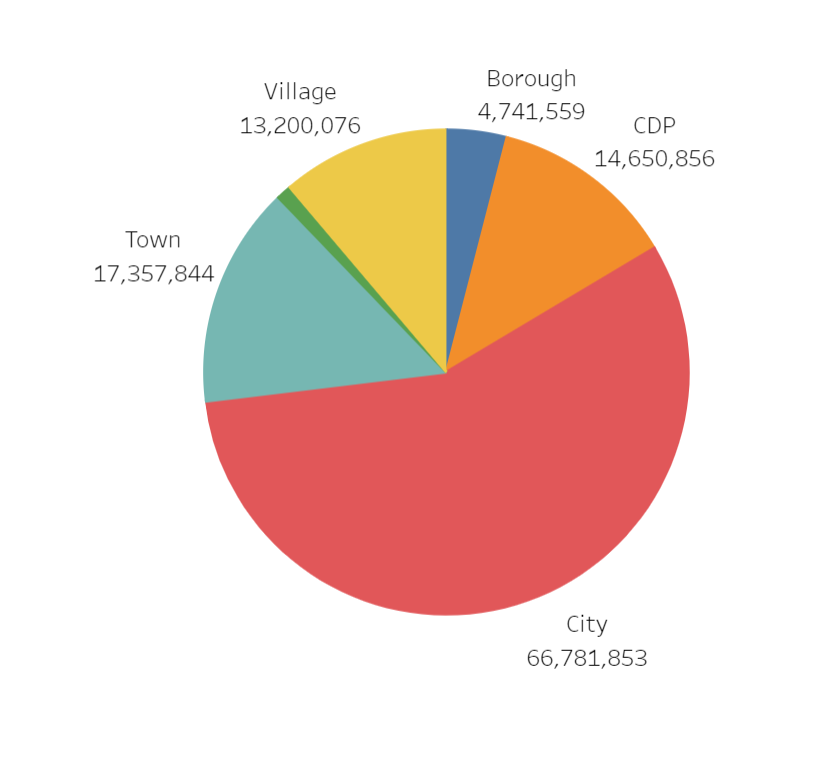 Borough
4,741,559
Village
13,200,076
CDP
14,650,856
Town
17,357,844
City
66,781,853